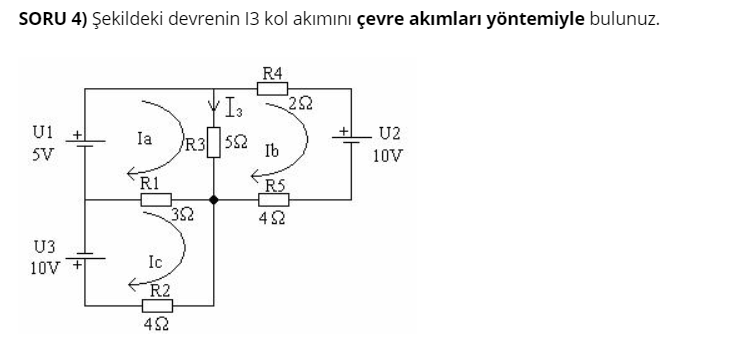 SORU 4) Şekildeki devrenin I3 kol akımını çevre akımları yöntemiyle bulunuz.
R4
2Ω
I₃
U1
5V
+
Ia
R3
5Ω
Ib
+
U2
10V
R1
3Ω
R5
4Ω
U3
10V
+
Ic
R2
4Ω